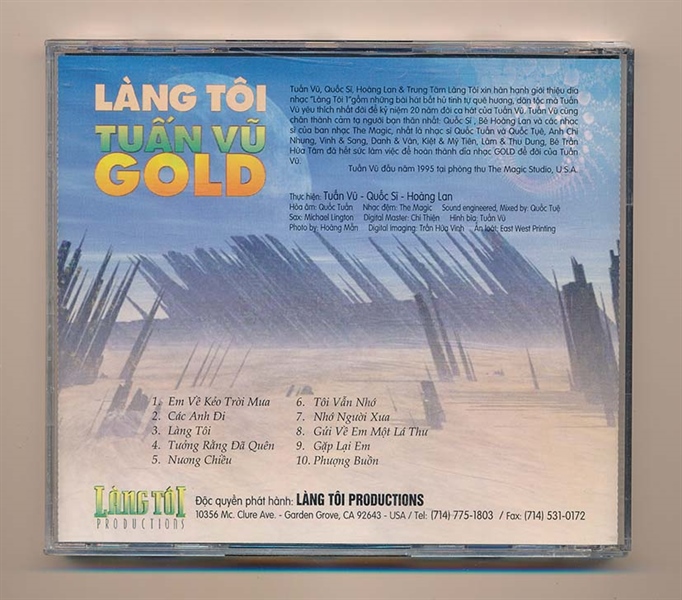 LÀNG TÔI
TUẤN VŨ
GOLD
Tuấn Vũ, Quốc Sĩ, Hoàng Lan & Trung Tâm Làng Tôi xin hân hạnh giới thiệu dĩa
nhạc "Làng Tôi 1"gồm những bài hát bất hủ tình tự quê hương, dân tộc mà Tuấn
Vũ yêu thích nhất đời để kỷ niệm 20 năm đời ca hát của Tuấn Vũ. Tuấn Vũ cũng
chân thành cảm tạ người bạn thân nhất: Quốc Sĩ , Bé Hoàng Lan và các nhạc
sĩ của ban nhạc The Magic, nhất là nhạc sĩ Quốc Tuấn và Quốc Tuệ, Anh Chi
Nhung, Vinh & Sang, Danh & Vân, Kiệt & Mỹ Tiên, Lâm & Thu Dung, Bé Trần
Hữu Tâm đã hết sức làm việc để hoàn thành dĩa nhạc GOLD để đời của Tuấn
Vũ.
Tuấn Vũ đầu năm 1995 tại phòng thu The Magic Studio, U.S.A.
Thực hiện: Tuấn Vũ - Quốc Sĩ - Hoàng Lan
Hòa âm: Quốc Tuấn Nhạc đệm: The Magic Sound engineered, Mixed by: Quốc Tuệ
Sax: Michael Lington Digital Master: Chí Thiện Hình bìa: Tuấn Vũ
Photo by: Hoàng Mẫn Digital Imaging: Trần Hữu Vinh Ấn loát: East West Printing
1. Em Về Kéo Trời Mưa
2. Các Anh Đi
3. Làng Tôi
4. Tưởng Rằng Đã Quên
5. Nương Chiều
6. Tôi Vẫn Nhớ
7. Nhớ Người Xưa
8. Gửi Về Em Một Lá Thư
9. Gặp Lại Em
10. Phượng Buồn
LÀNG TÔI
PRODUCTIONS
Độc quyền phát hành: LÀNG TÔI PRODUCTIONS
10356 Mc. Clure Ave. - Garden Grove, CA 92643 - USA / Tel: (714) 775-1803 / Fax: (714) 531-0172